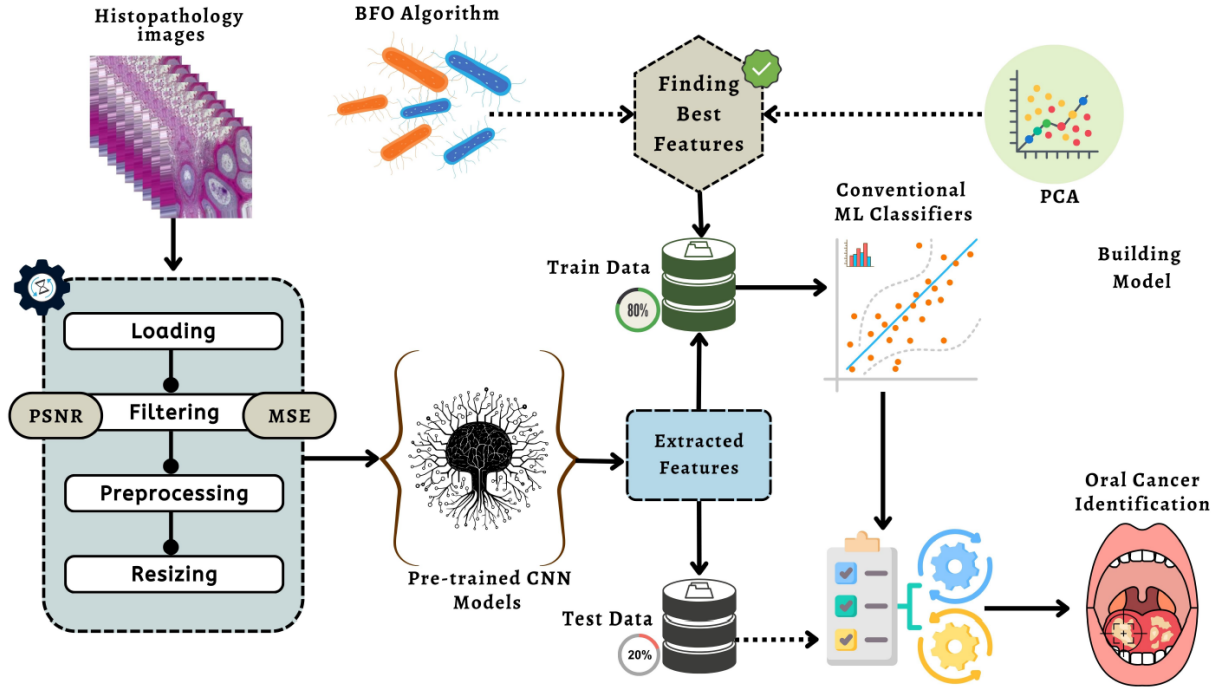 Histopathology
images
BFO Algorithm
Finding
Best
Features
PCA
Conventional
ML Classifiers
Building
Model
Train Data
80%
Loading
PSNR
Filtering
MSE
Preprocessing
Resizing
Pre-trained CNN
Models
Extracted
Features
Test Data
20%
Oral Cancer
Identification